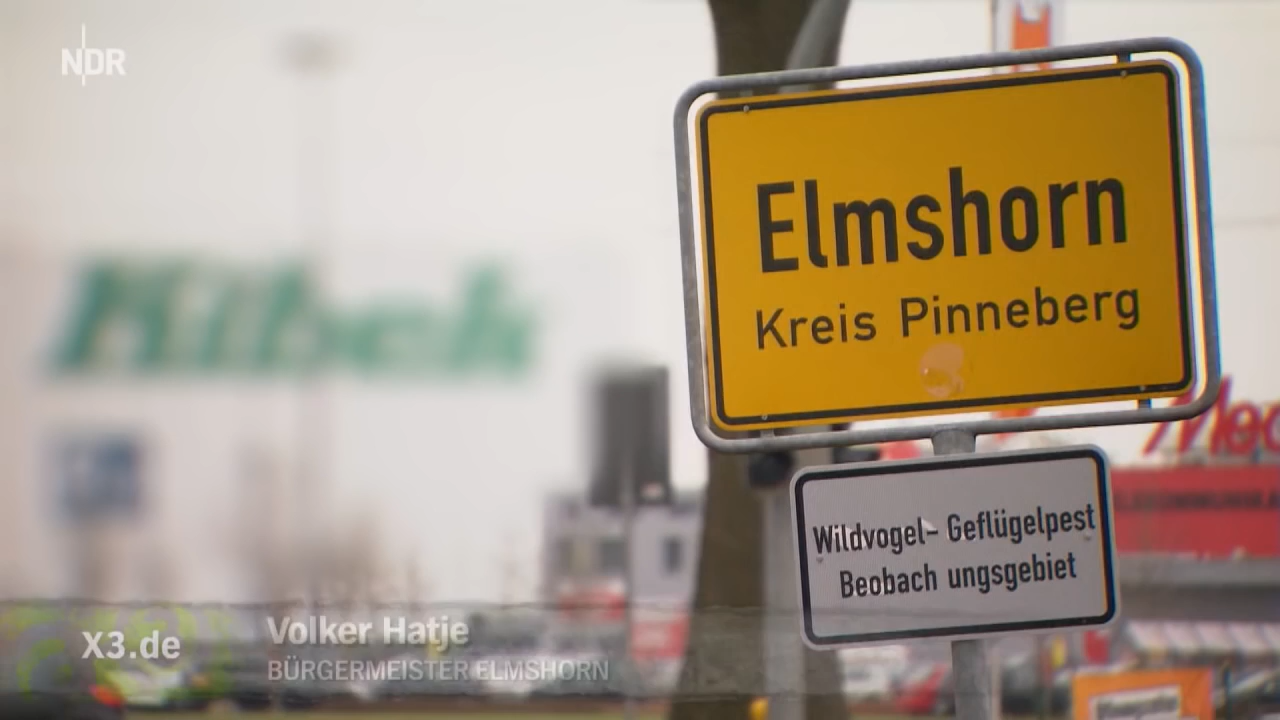 NDR
Elmshorn
Kreis Pinneberg
Wildvogel- Geflügelpest
Beobach ungsgebiet
X3.de
Volker Hatje
BÜRGERMEISTER ELMSHORN